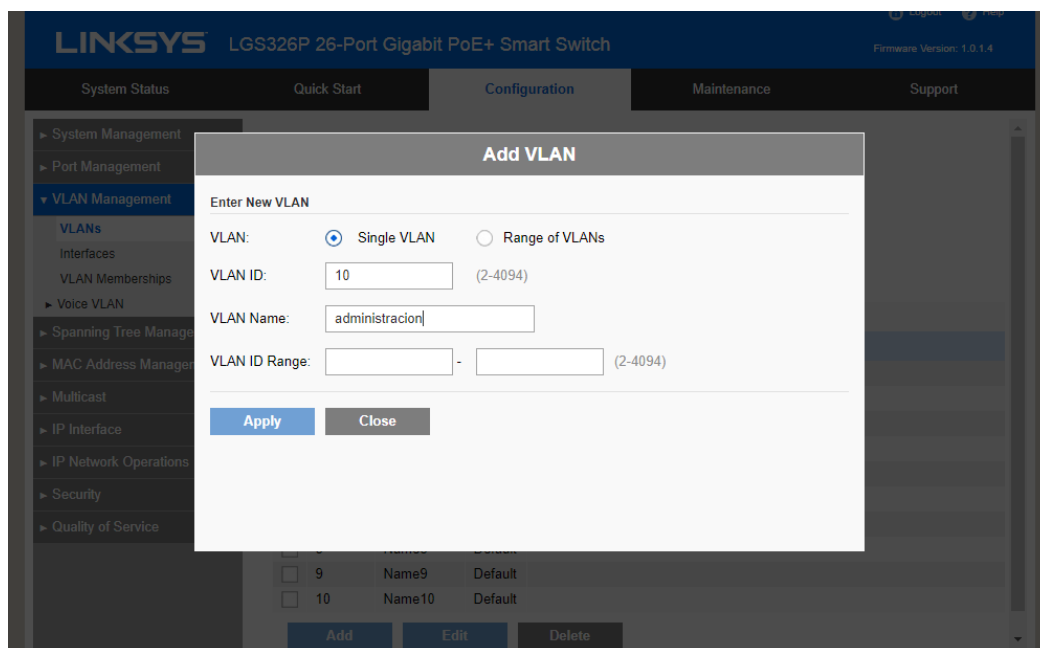 Logout Help
LINKSYS LGS326P 26-Port Gigabit PoE+ Smart Switch
Firmware Version: 1.0.1.4
System Status Quick Start Configuration Maintenance Support
System Management
Port Management
VLAN Management
VLANs
Interfaces
VLAN Memberships
Voice VLAN
Spanning Tree Manage
MAC Address Manager
Multicast
IP Interface
IP Network Operations
Security
Quality of Service
Add VLAN
Enter New VLAN
VLAN: Single VLAN Range of VLANs
VLAN ID: 10 (2-4094)
VLAN Name: administracion
VLAN ID Range: - (2-4094)
Apply Close
9 Name9 Default
10 Name10 Default
Add Edit Delete